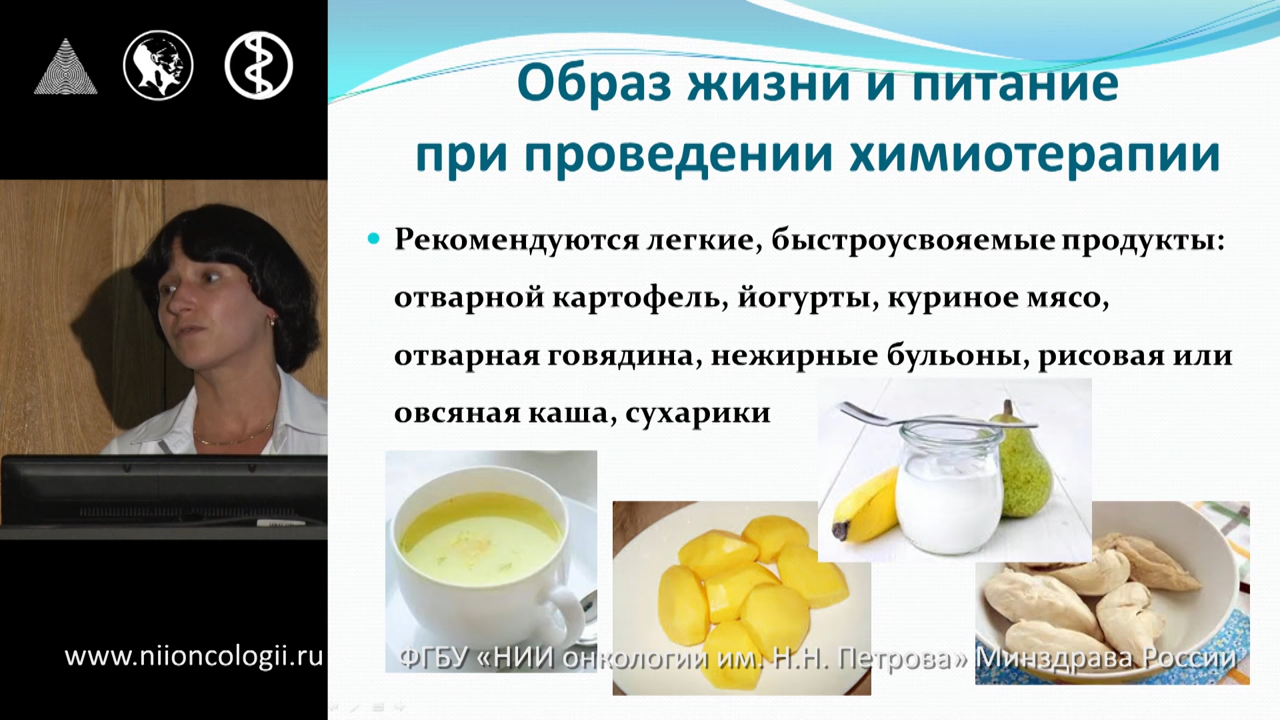 Образ жизни и питание
при проведении химиотерапии
• Рекомендуются легкие, быстроусвояемые продукты:
отварной картофель, йогурты, куриное мясо,
отварная говядина, нежирные бульоны, рисовая или
овсяная каша, сухарики
www.niioncologii.ru
ФГБУ «НИИ онкологии им. Н.Н. Петрова» Минздрава России